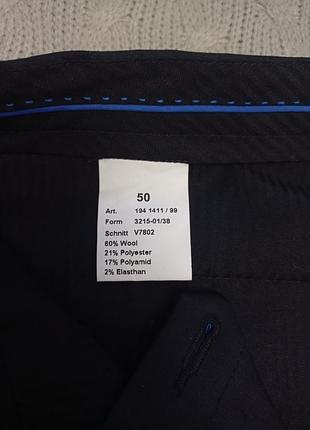 50
Art. 194 1411 / 99
Form 3215-01/38
Schnitt V7802
60% Wool
21% Polyester
17% Polyamid
2% Elasthan